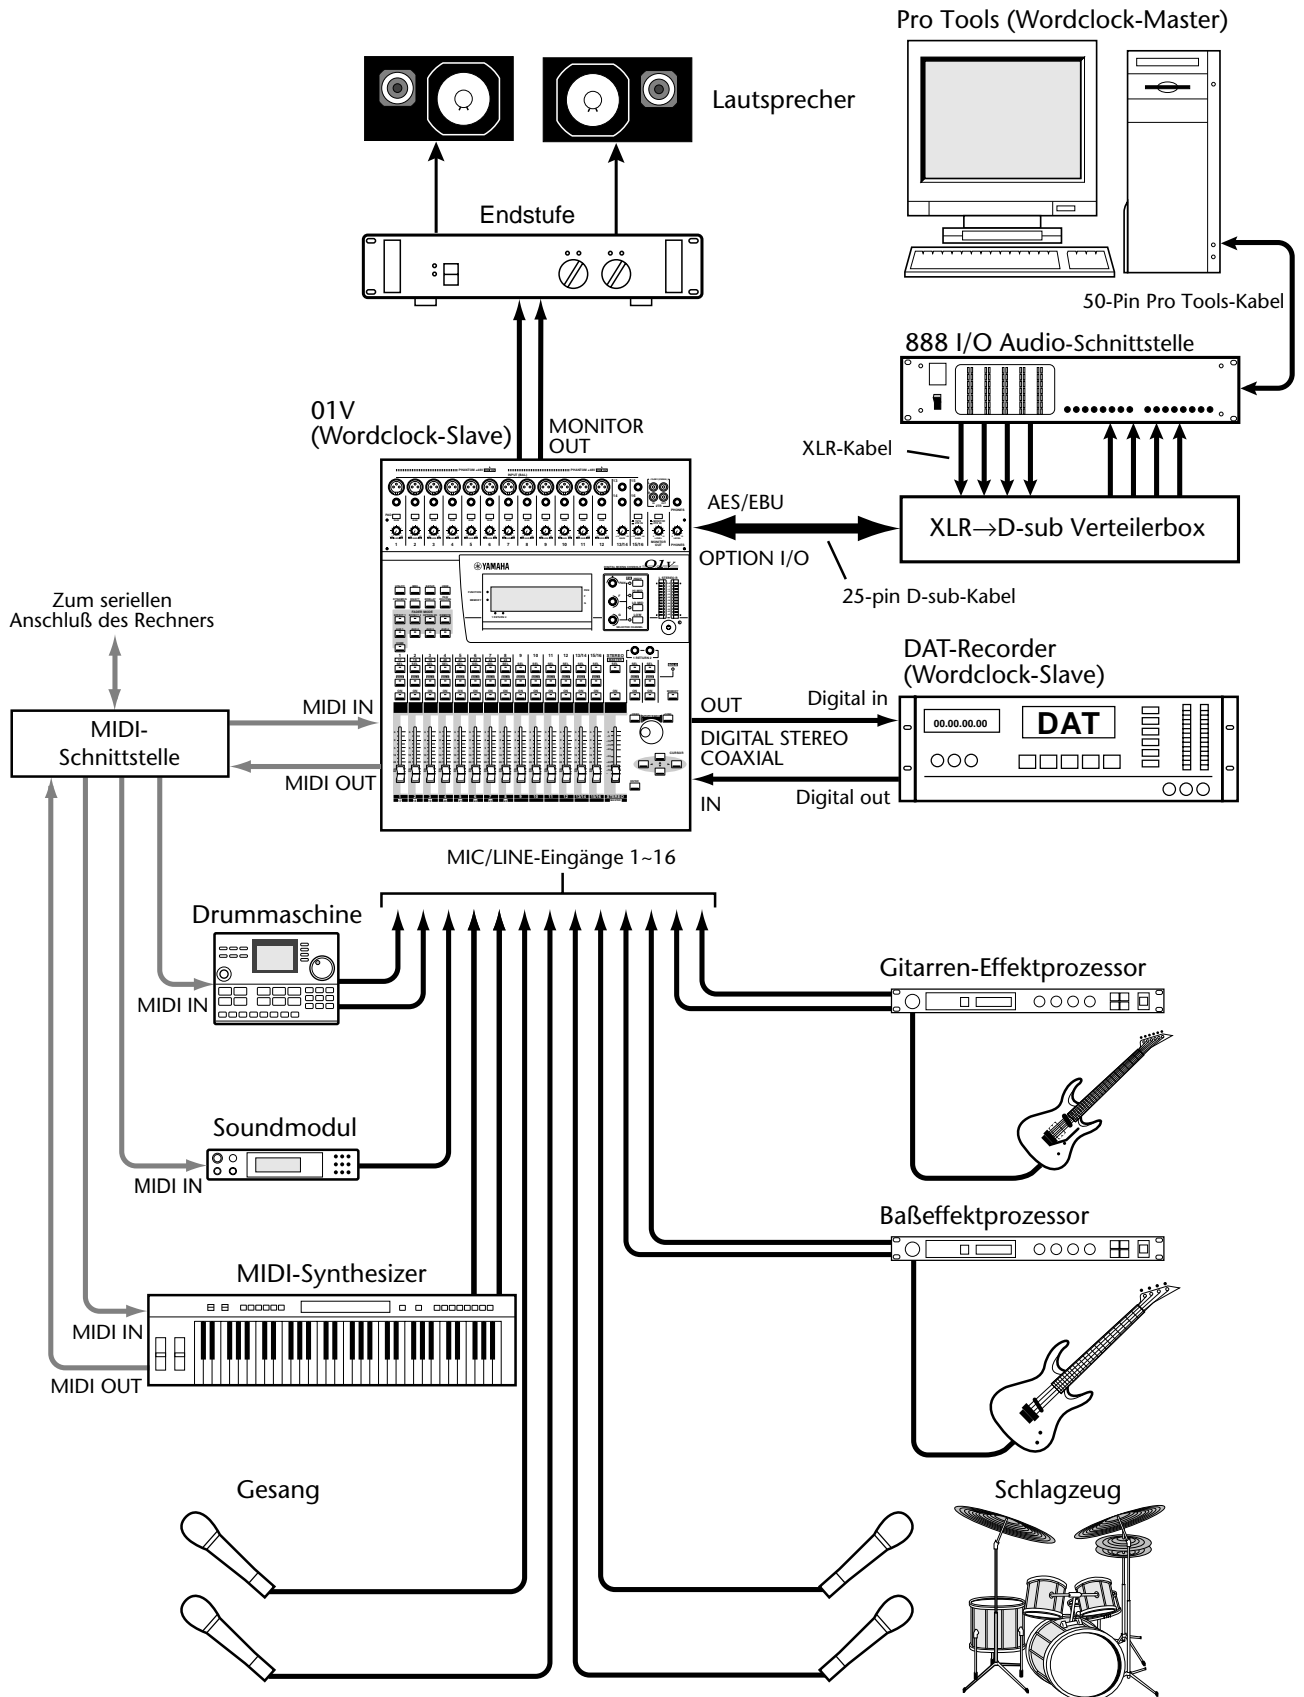 Pro Tools (Wordclock-Master)
Lautsprecher
Endstufe
50-Pin Pro Tools-Kabel
888 I/O Audio-Schnittstelle
01V
(Wordclock-Slave)
MONITOR
OUT
XLR-Kabel
AES/EBU
XLR→D-sub Verteilerbox
OPTION I/O
25-pin D-sub-Kabel
YAMAHA
01V
Zum seriellen
Anschluß des Rechners
DAT-Recorder
(Wordclock-Slave)
MIDI IN
OUT
Digital in
00.00.00.00
DAT
MIDI-
Schnittstelle
DIGITAL STEREO
COAXIAL
MIDI OUT
IN
Digital out
MIC/LINE-Eingänge 1~16
Drummaschine
MIDI IN
Gitarren-Effektprozessor
Soundmodul
MIDI IN
Baßeffektprozessor
MIDI-Synthesizer
MIDI IN
MIDI OUT
Gesang
Schlagzeug